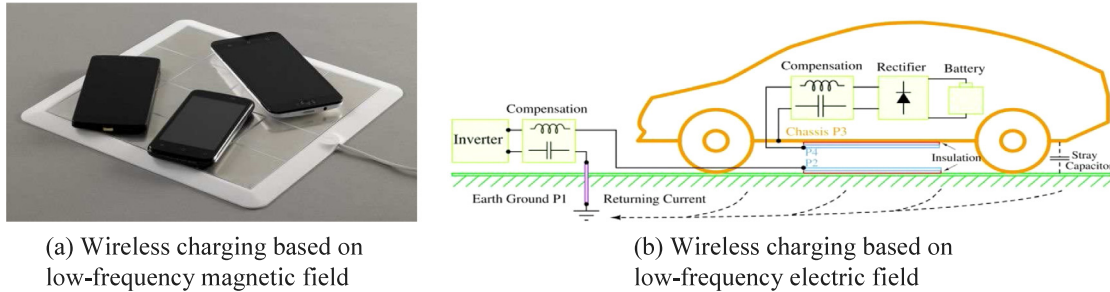 Compensation
Inverter
Earth Ground P1
Returning Current
Compensation
Rectifier
Battery
Chassis P3
P4
P2
Insulation
Stray
Capacitor
(a) Wireless charging based on
low-frequency magnetic field
(b) Wireless charging based on
low-frequency electric field